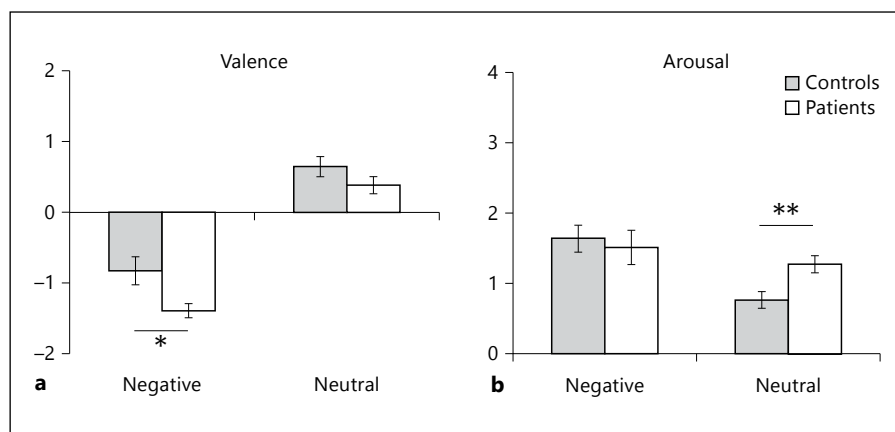 Valence
2
1
0
–1
–2
*
a
Negative
Neutral
Arousal
4
3
2
1
0
Controls
Patients
**
b
Negative
Neutral